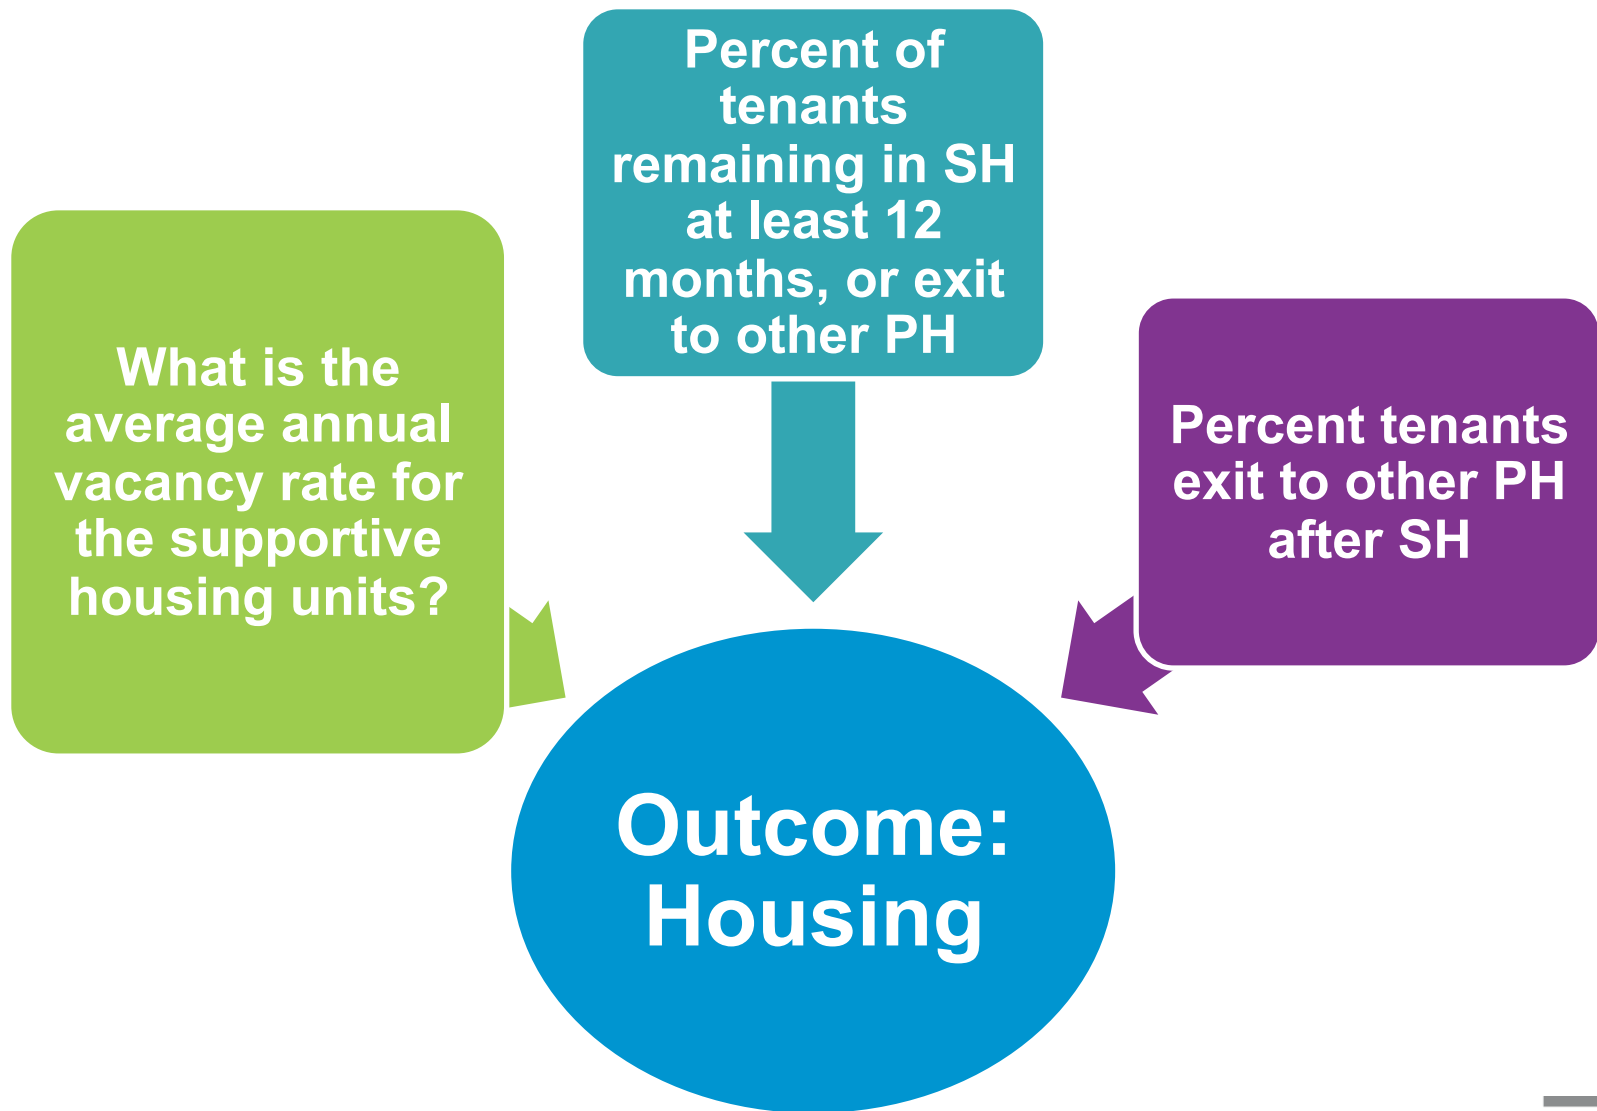 Percent of
tenants
remaining in SH
at least 12
months, or exit
to other PH
What is the
average annual
vacancy rate for
the supportive
housing units?
Percent tenants
exit to other PH
after SH
Outcome:
Housing